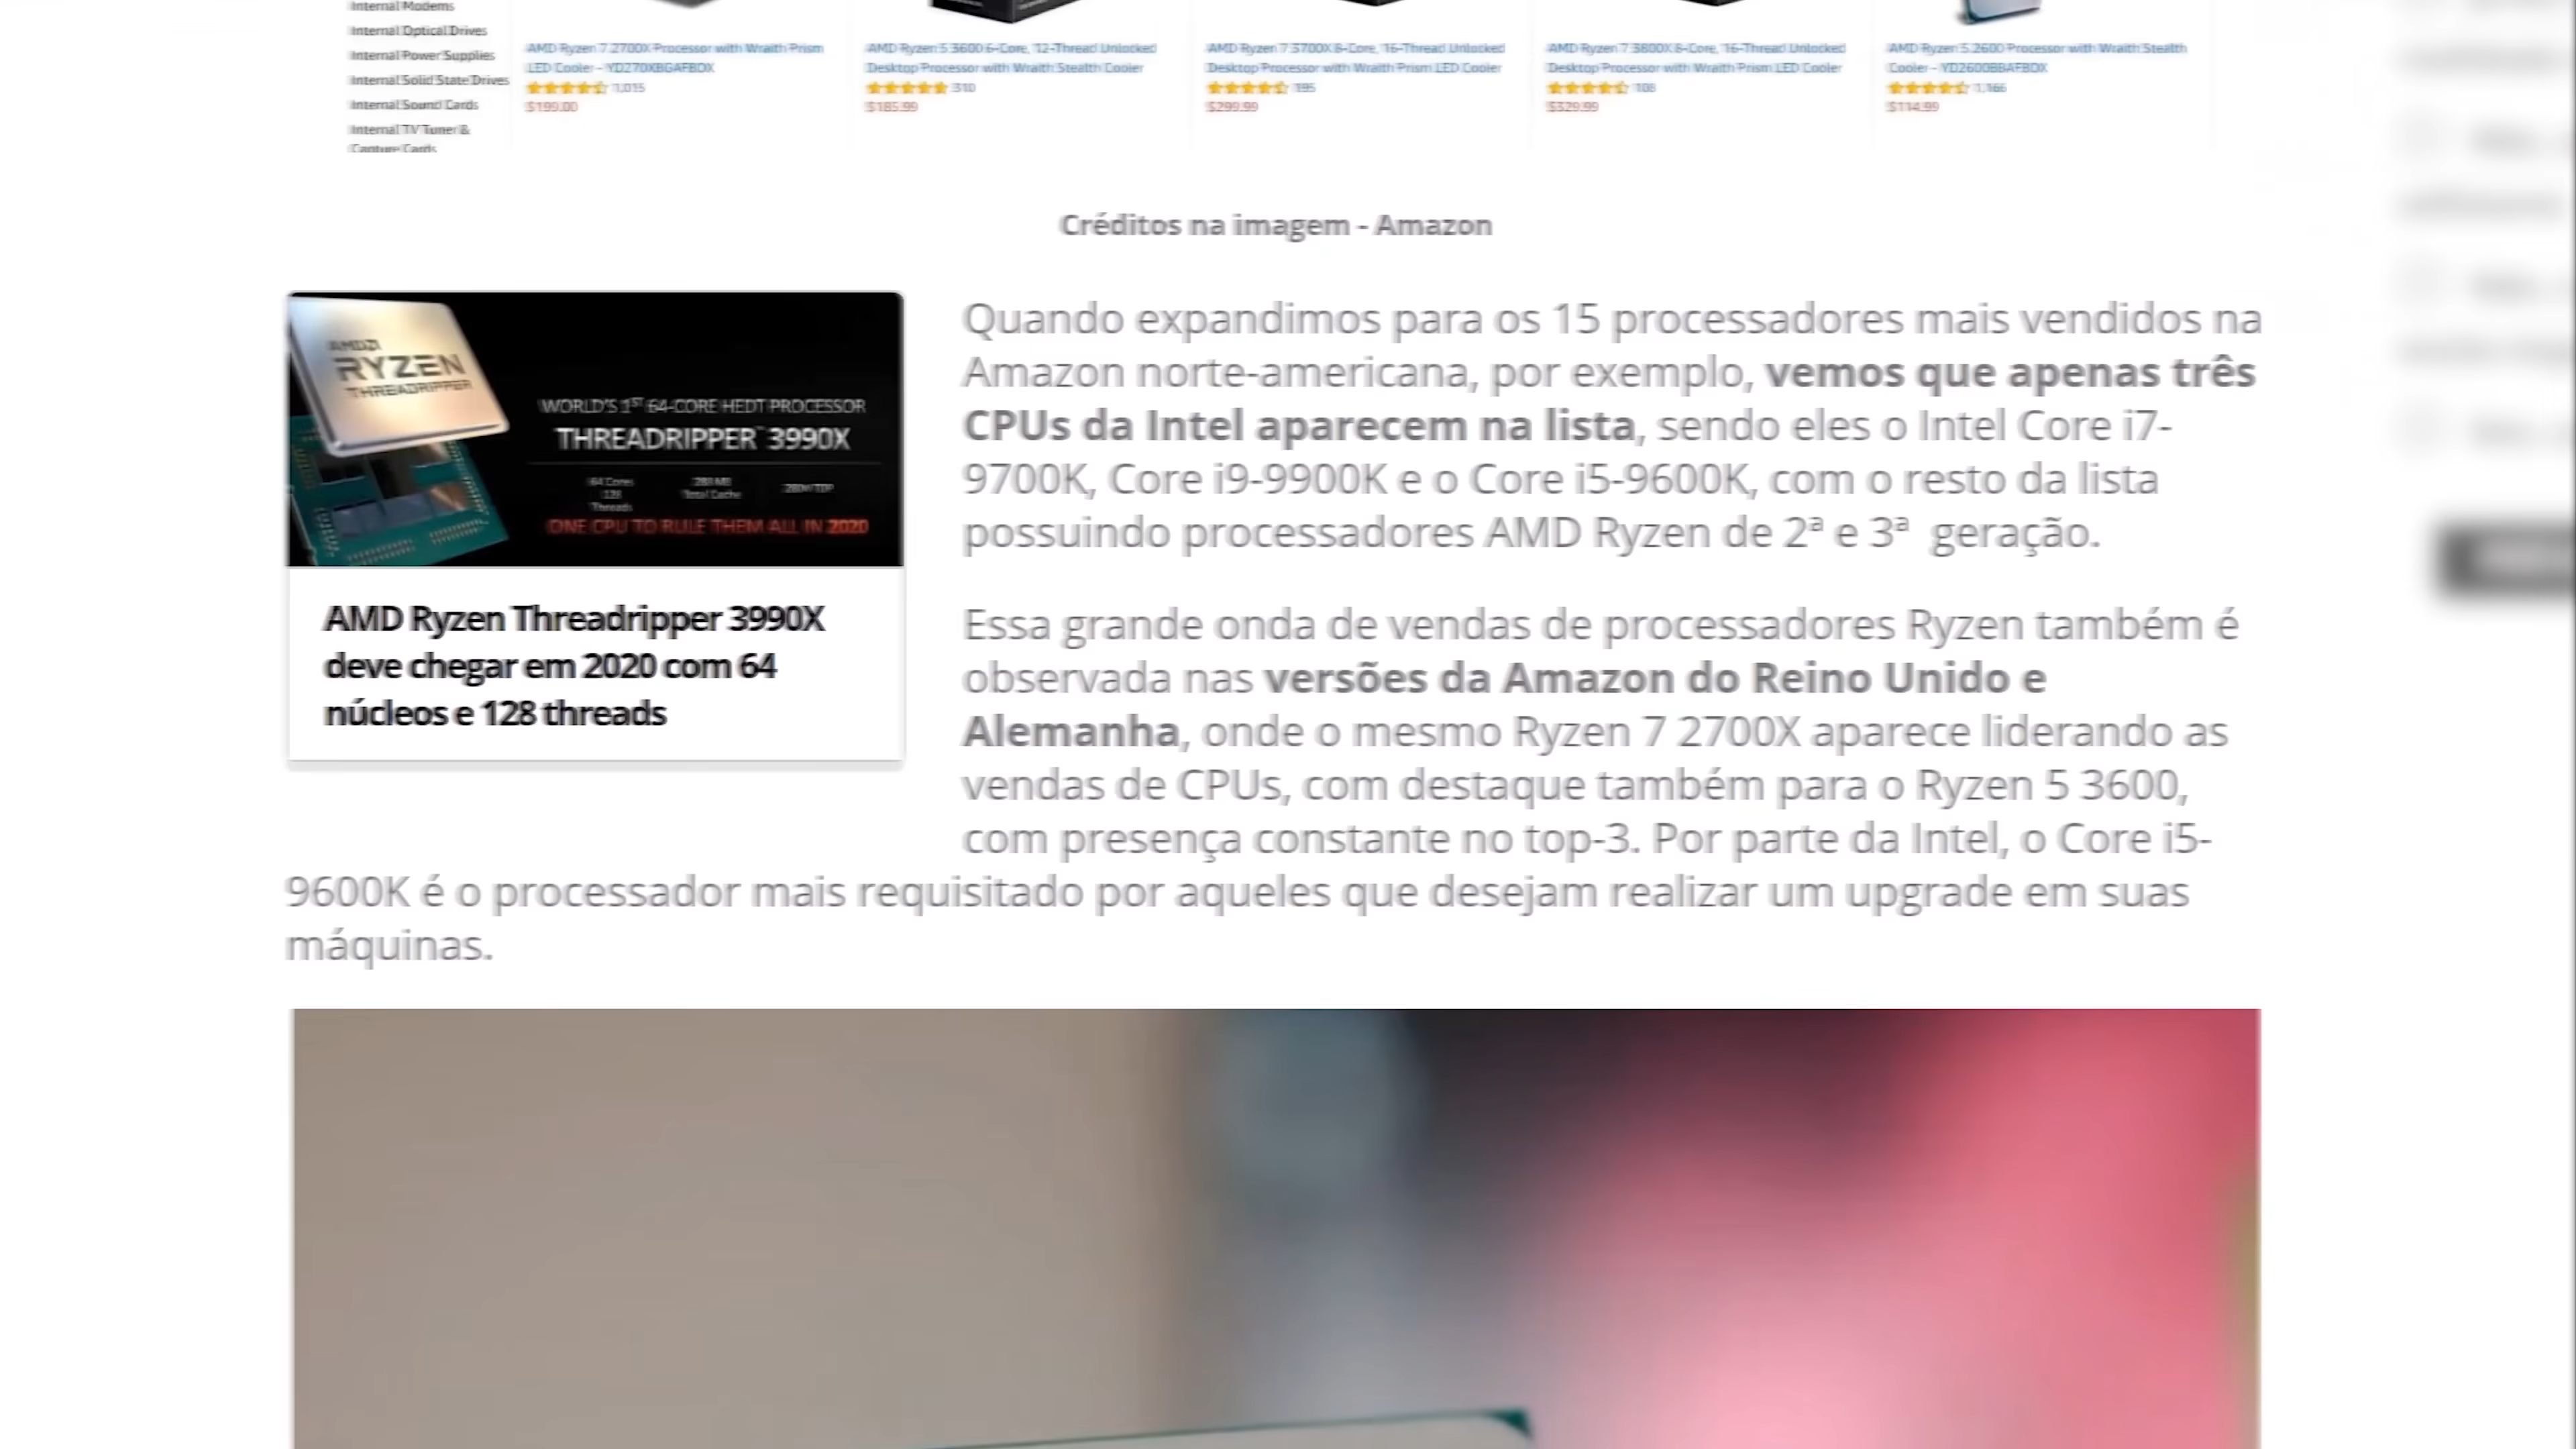 Internal Modems
Internal Optical Drives
Internal Power Supplies
Internal Solid State Drives
Internal Sound Cards
Internal TV Tuner &
Capture Cards
AMD Ryzen 7 2700X Processor with Wraith Prism
LED Cooler - YD270XBGAFBOX
1,015
$199.00
AMD Ryzen 5 3600 6-Core, 12-Thread Unlocked
Desktop Processor with Wraith Stealth Cooler
310
$185.99
AMD Ryzen 7 3700X 8-Core, 16-Thread Unlocked
Desktop Processor with Wraith Prism LED Cooler
195
$299.99
AMD Ryzen 7 3800X 8-Core, 16-Thread Unlocked
Desktop Processor with Wraith Prism LED Cooler
108
$329.99
AMD Ryzen 5 2600 Processor with Wraith Stealth
Cooler - YD2600BBAFBOX
1,166
$114.99
Créditos na imagem - Amazon
AMD
RYZEN
THREADRIPPER
WORLD'S 1ST 64-CORE HEDT PROCESSOR
THREADRIPPER™ 3990X
64 Cores
128
Threads
288 MB
Total Cache
280W TDP
ONE CPU TO RULE THEM ALL IN 2020
AMD Ryzen Threadripper 3990X
deve chegar em 2020 com 64
núcleos e 128 threads
Quando expandimos para os 15 processadores mais vendidos na
Amazon norte-americana, por exemplo, vemos que apenas três
CPUs da Intel aparecem na lista, sendo eles o Intel Core i7-
9700K, Core i9-9900K e o Core i5-9600K, com o resto da lista
possuindo processadores AMD Ryzen de 2ª e 3ª geração.
Essa grande onda de vendas de processadores Ryzen também é
observada nas versões da Amazon do Reino Unido e
Alemanha, onde o mesmo Ryzen 7 2700X aparece liderando as
vendas de CPUs, com destaque também para o Ryzen 5 3600,
com presença constante no top-3. Por parte da Intel, o Core i5-
9600K é o processador mais requisitado por aqueles que desejam realizar um upgrade em suas
máquinas.